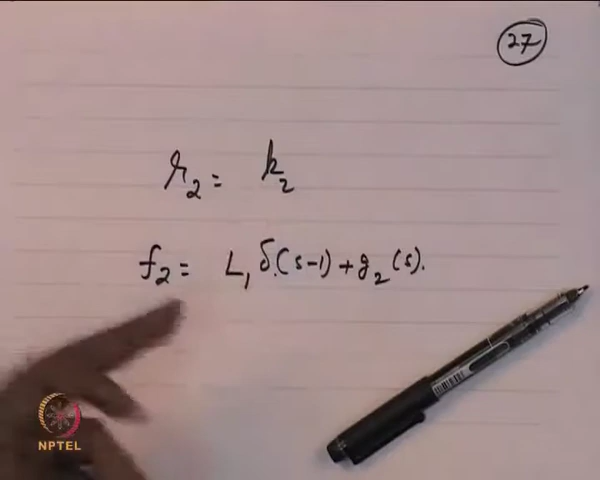 27
r₂ = k₂
f₂ = L₁ δ(s-1) + g₂(s).
NPTEL